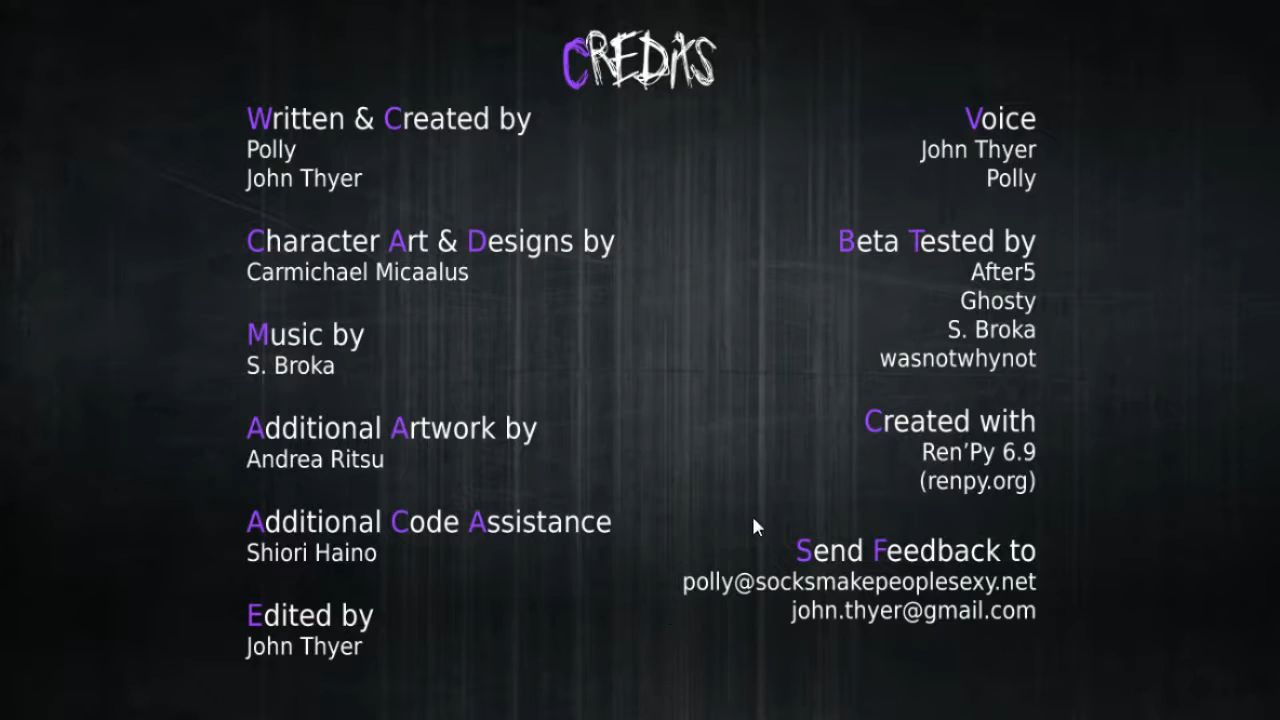 CREDitS
Written & Created by
Polly
John Thyer
Character Art & Designs by
Carmichael Micaalus
Music by
S. Broka
Additional Artwork by
Andrea Ritsu
Additional Code Assistance
Shiori Haino
Edited by
John Thyer
Voice
John Thyer
Polly
Beta Tested by
After5
Ghosty
S. Broka
wasnotwhynot
Created with
Ren'Py 6.9
(renpy.org)
Send Feedback to
polly@socksmakepeoplesexy.net
john.thyer@gmail.com